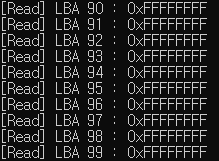 [Read] LBA 90 : 0xFFFFFFFF
[Read] LBA 91 : 0xFFFFFFFF
[Read] LBA 92 : 0xFFFFFFFF
[Read] LBA 93 : 0xFFFFFFFF
[Read] LBA 94 : 0xFFFFFFFF
[Read] LBA 95 : 0xFFFFFFFF
[Read] LBA 96 : 0xFFFFFFFF
[Read] LBA 97 : 0xFFFFFFFF
[Read] LBA 98 : 0xFFFFFFFF
[Read] LBA 99 : 0xFFFFFFFF